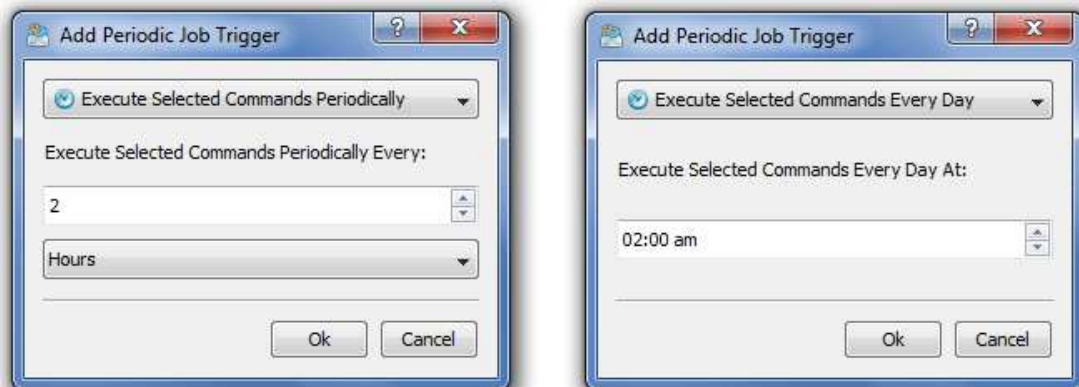 Add Periodic Job Trigger
Execute Selected Commands Periodically
Execute Selected Commands Periodically Every:
2
Hours
Ok Cancel
Add Periodic Job Trigger
Execute Selected Commands Every Day
Execute Selected Commands Every Day At:
02:00 am
Ok Cancel